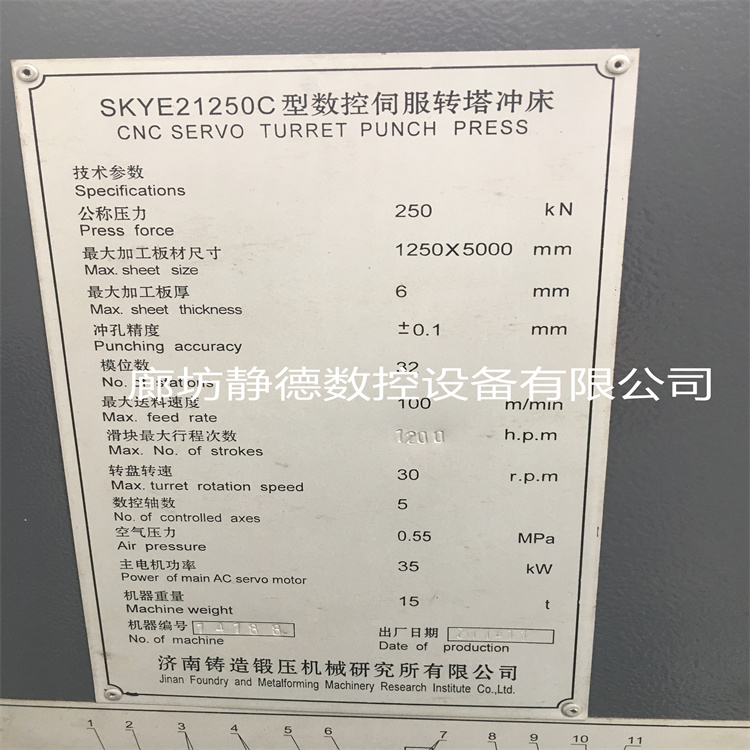 SKYE21250C型数控伺服转塔冲床
CNC SERVO TURRET PUNCH PRESS
技术参数
Specifications
公称压力 250 kN
Press force
最大加工板材尺寸 1250X5000 mm
Max. sheet size
最大加工板厚 6 mm
Max. sheet thickness
冲孔精度 ±0.1 mm
Punching accuracy
模位数 32
No. of stations
廊坊静德数控设备有限公司
最大送料速度 100 m/min
Max. feed rate
滑块最大行程次数 1200 h.p.m
Max. No. of strokes
转盘转速 30 r.p.m
Max. turret rotation speed
数控轴数 5
No. of controlled axes
空气压力 0.55 MPa
Air pressure
主电机功率 35 kW
Power of main AC servo motor
机器重量 15 t
Machine weight
机器编号 出厂日期
No. of machine Date of production
济南铸造锻压机械研究所有限公司
Jinan Foundry and Metalforming Machinery Research Institute Co.,Ltd.
1 2 3 4 5 6 7 8 9 10 11